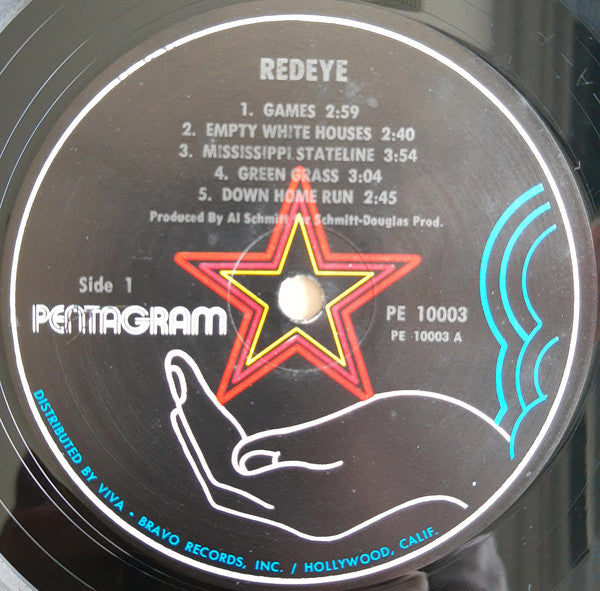 REDEYE
1. GAMES 2:59
2. EMPTY WHITE HOUSES 2:40
3. MISSISSIPPI STATELINE 3:54
4. GREEN GRASS 3:04
5. DOWN HOME RUN 2:45
Produced By Al Schmitt for Schmitt-Douglas Prod.
Side 1
PENTAGRAM
PE 10003
PE 10003 A
DISTRIBUTED BY VIVA • BRAVO RECORDS, INC. / HOLLYWOOD, CALIF.